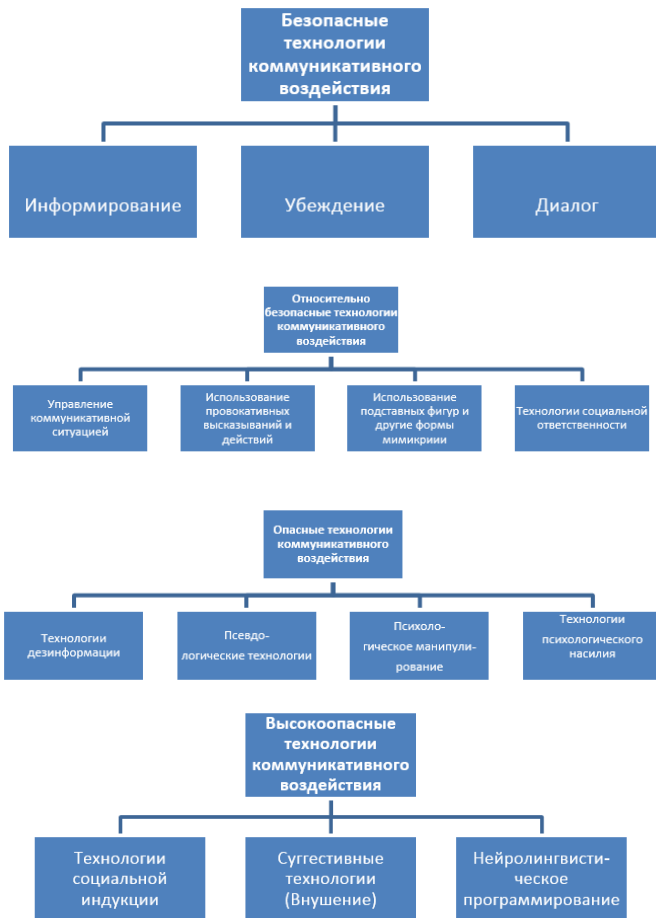 Безопасные
технологии
коммуникативного
воздействия
Информирование
Убеждение
Диалог
Относительно
безопасные технологии
коммуникативного
воздействия
Управление
коммуникативной
ситуацией
Использование
провокативных
высказываний и
действий
Использование
подставных фигур и
другие формы
мимикриии
Технологии социальной
ответственности
Опасные технологии
коммуникативного
воздействия
Технологии
дезинформации
Псевдо-
логические технологии
Психоло-
гическое манипули-
рование
Технологии
психологического
насилия
Высокоопасные
технологии
коммуникативного
воздействия
Технологии
социальной
индукции
Суггестивные
технологии
(Внушение)
Нейролингвисти-
ческое
программирование